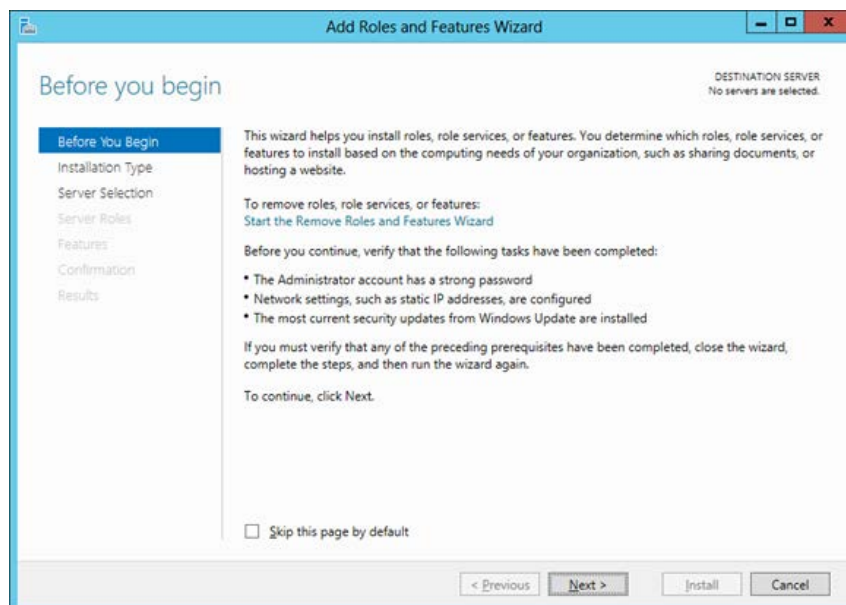 Add Roles and Features Wizard
Before you begin
DESTINATION SERVER
No servers are selected.
Before You Begin
Installation Type
Server Selection
Server Roles
Features
Confirmation
Results
This wizard helps you install roles, role services, or features. You determine which roles, role services, or
features to install based on the computing needs of your organization, such as sharing documents, or
hosting a website.
To remove roles, role services, or features:
Start the Remove Roles and Features Wizard
Before you continue, verify that the following tasks have been completed:
• The Administrator account has a strong password
• Network settings, such as static IP addresses, are configured
• The most current security updates from Windows Update are installed
If you must verify that any of the preceding prerequisites have been completed, close the wizard,
complete the steps, and then run the wizard again.
To continue, click Next.
Skip this page by default
< Previous
Next >
Install
Cancel